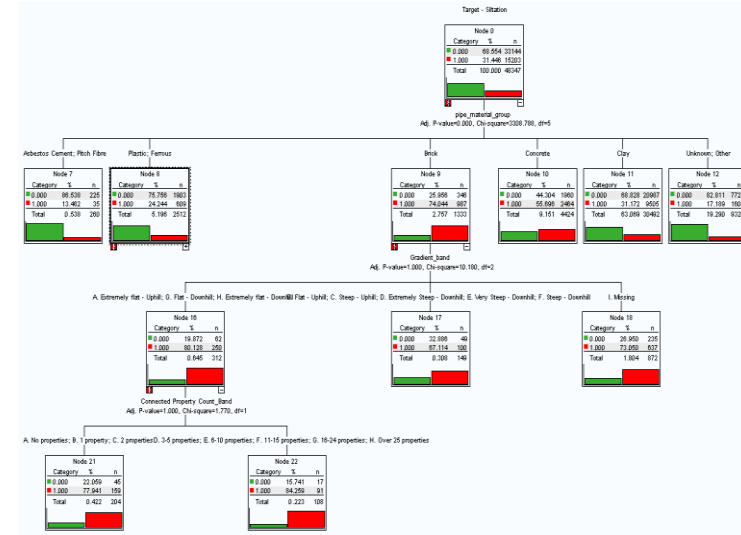 Target - Siltation
Node 0
Category % n
0.000 68.554 33144
1.000 31.446 15203
Total 100.000 48347
pipe_material_group
Adj. P-value=0.000, Chi-square=3308.788, df=5
Asbestos Cement; Pitch Fibre
Plastic; Ferrous
Brick
Concrete
Clay
Unknown; Other
Node 7
Category % n
0.000 86.538 225
1.000 13.462 35
Total 0.538 260
Node 8
Category % n
0.000 75.756 1903
1.000 24.244 609
Total 5.196 2512
Node 9
Category % n
0.000 25.956 346
1.000 74.044 987
Total 2.757 1333
Node 10
Category % n
0.000 44.304 1960
1.000 55.696 2464
Total 9.151 4424
Node 11
Category % n
0.000 68.828 20987
1.000 31.172 9505
Total 63.069 30492
Node 12
Category % n
0.000 82.811 772
1.000 17.189 160
Total 19.290 932
Gradient_band
Adj. P-value=1.000, Chi-square=10.180, df=2
A. Extremely flat - Uphill; G. Flat - Downhill; H. Extremely flat - Down
Flat - Uphill; C. Steep - Uphill; D. Extremely Steep - Downhill; E. Very Steep - Downhill; F. Steep - Downhill
I. Missing
Node 16
Category % n
0.000 19.872 62
1.000 80.128 250
Total 0.645 312
Node 17
Category % n
0.000 32.886 49
1.000 67.114 100
Total 0.308 149
Node 18
Category % n
0.000 26.950 235
1.000 73.050 637
Total 1.804 872
Connected Property Count_Band
Adj. P-value=1.000, Chi-square=1.770, df=1
A. No properties; B. 1 property; C. 2 properties
D. 3-5 properties; E. 6-10 properties; F. 11-15 properties; G. 16-24 properties; H. Over 25 properties
Node 21
Category % n
0.000 22.059 45
1.000 77.941 159
Total 0.422 204
Node 22
Category % n
0.000 15.741 17
1.000 84.259 91
Total 0.223 108